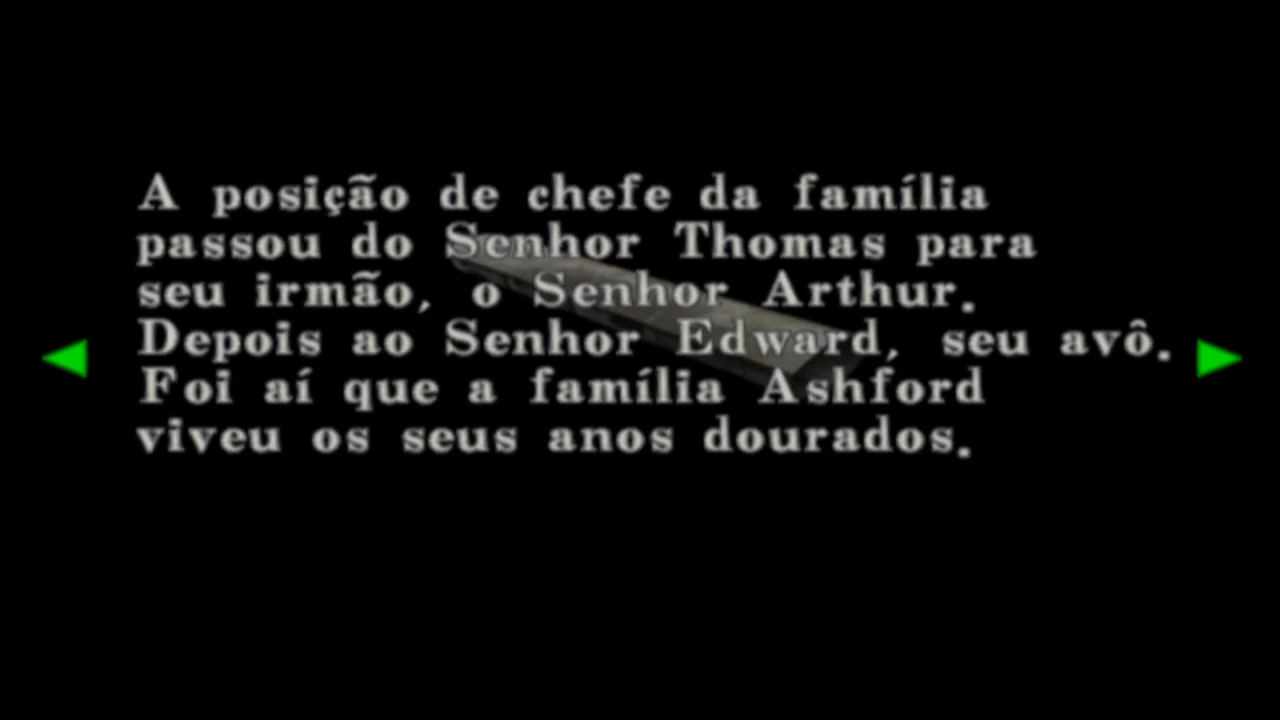 A posição de chefe da família
passou do Senhor Thomas para
seu irmão, o Senhor Arthur.
Depois ao Senhor Edward, seu avô.
Foi aí que a família Ashford
viveu os seus anos dourados.